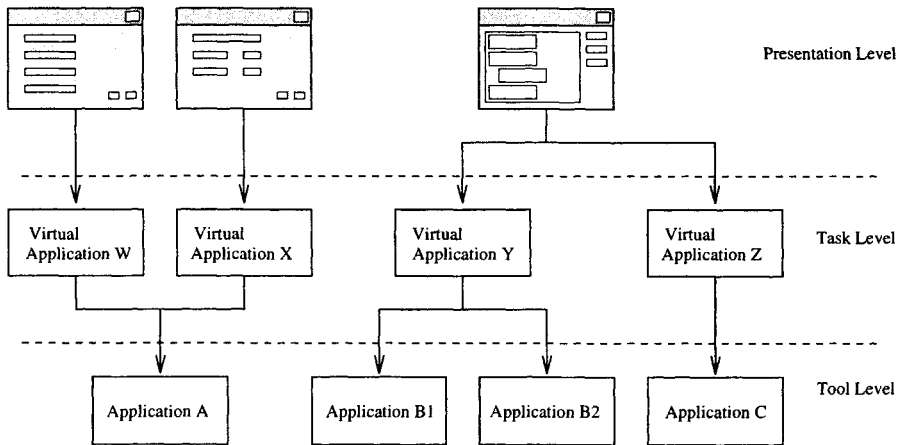 Presentation Level
Virtual
Application W
Virtual
Application X
Virtual
Application Y
Virtual
Application Z
Task Level
Application A
Application B1
Application B2
Application C
Tool Level